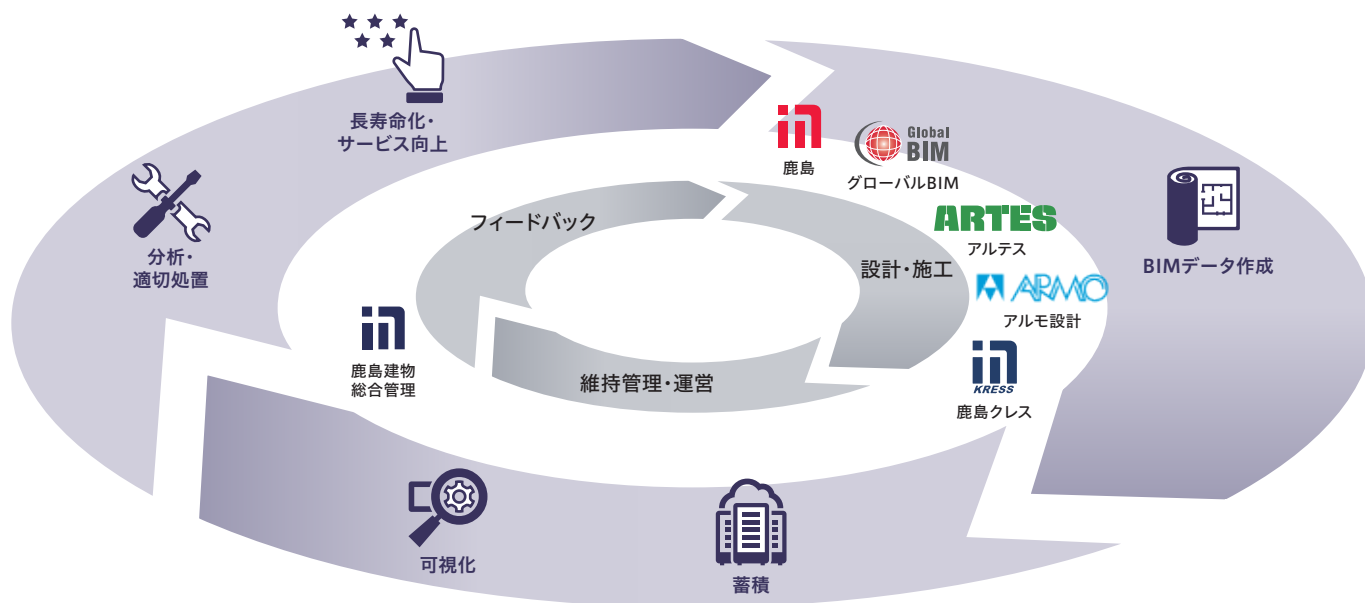 長寿命化・
サービス向上
鹿島
Global
BIM
グローバルBIM
分析・
適切処置
フィードバック
ARTES
アルテス
設計・施工
BIMデータ作成
ARMO
アルモ設計
鹿島建物
総合管理
維持管理・運営
KRESS
鹿島クレス
可視化
蓄積